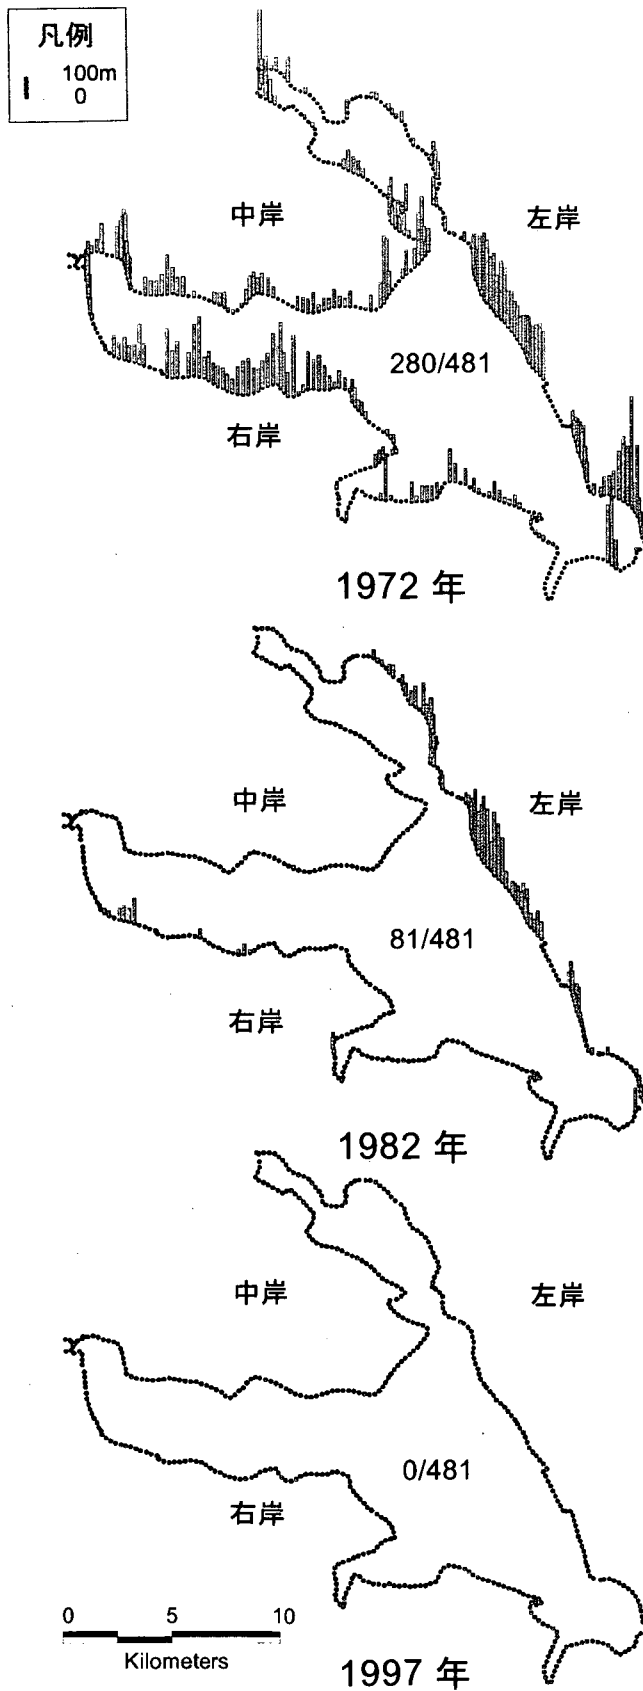 凡例
100m
0
中岸
左岸
280/481
右岸
1972 年
中岸
左岸
81/481
右岸
1982 年
中岸
左岸
0/481
右岸
0 5 10
Kilometers
1997 年